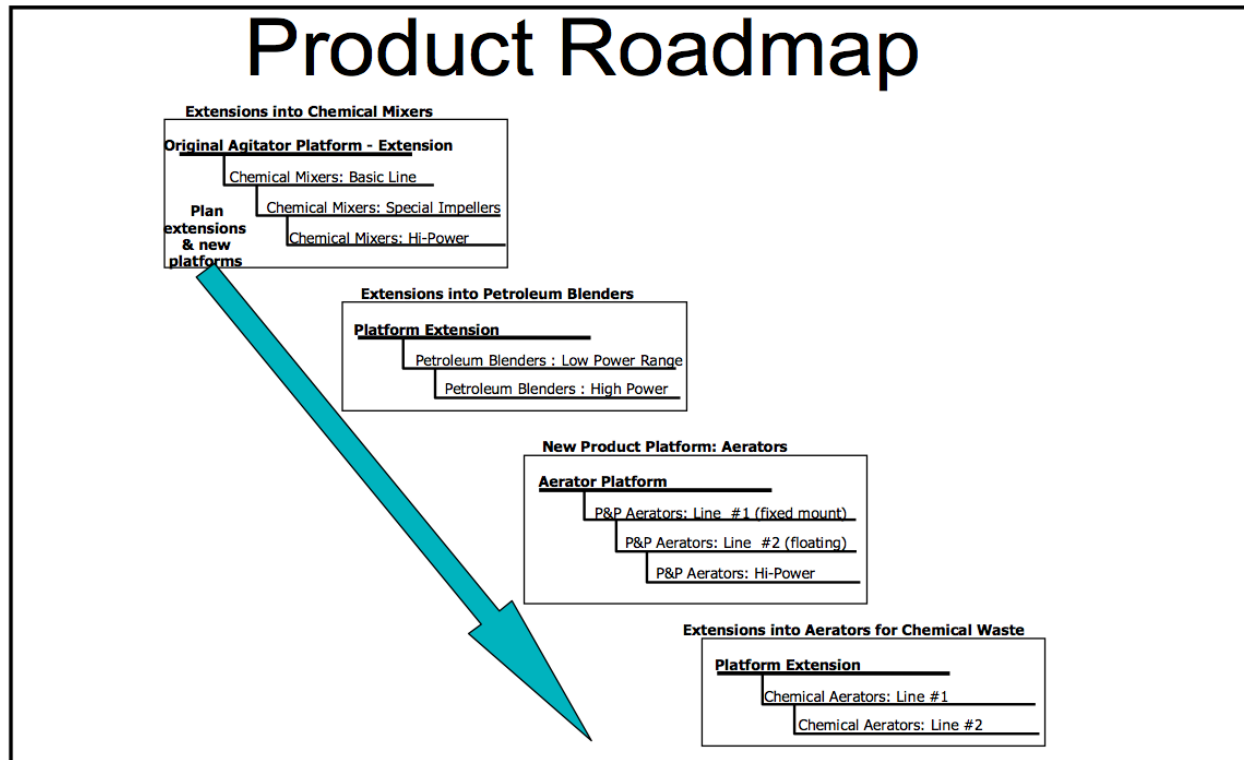 Product Roadmap
Extensions into Chemical Mixers
Original Agitator Platform - Extension
Chemical Mixers: Basic Line
Chemical Mixers: Special Impellers
Chemical Mixers: Hi-Power
Plan
extensions
& new
platforms
Extensions into Petroleum Blenders
Platform Extension
Petroleum Blenders : Low Power Range
Petroleum Blenders : High Power
New Product Platform: Aerators
Aerator Platform
P&P Aerators: Line  #1 (fixed mount)
P&P Aerators: Line  #2 (floating)
P&P Aerators: Hi-Power
Extensions into Aerators for Chemical Waste
Platform Extension
Chemical Aerators: Line #1
Chemical Aerators: Line #2